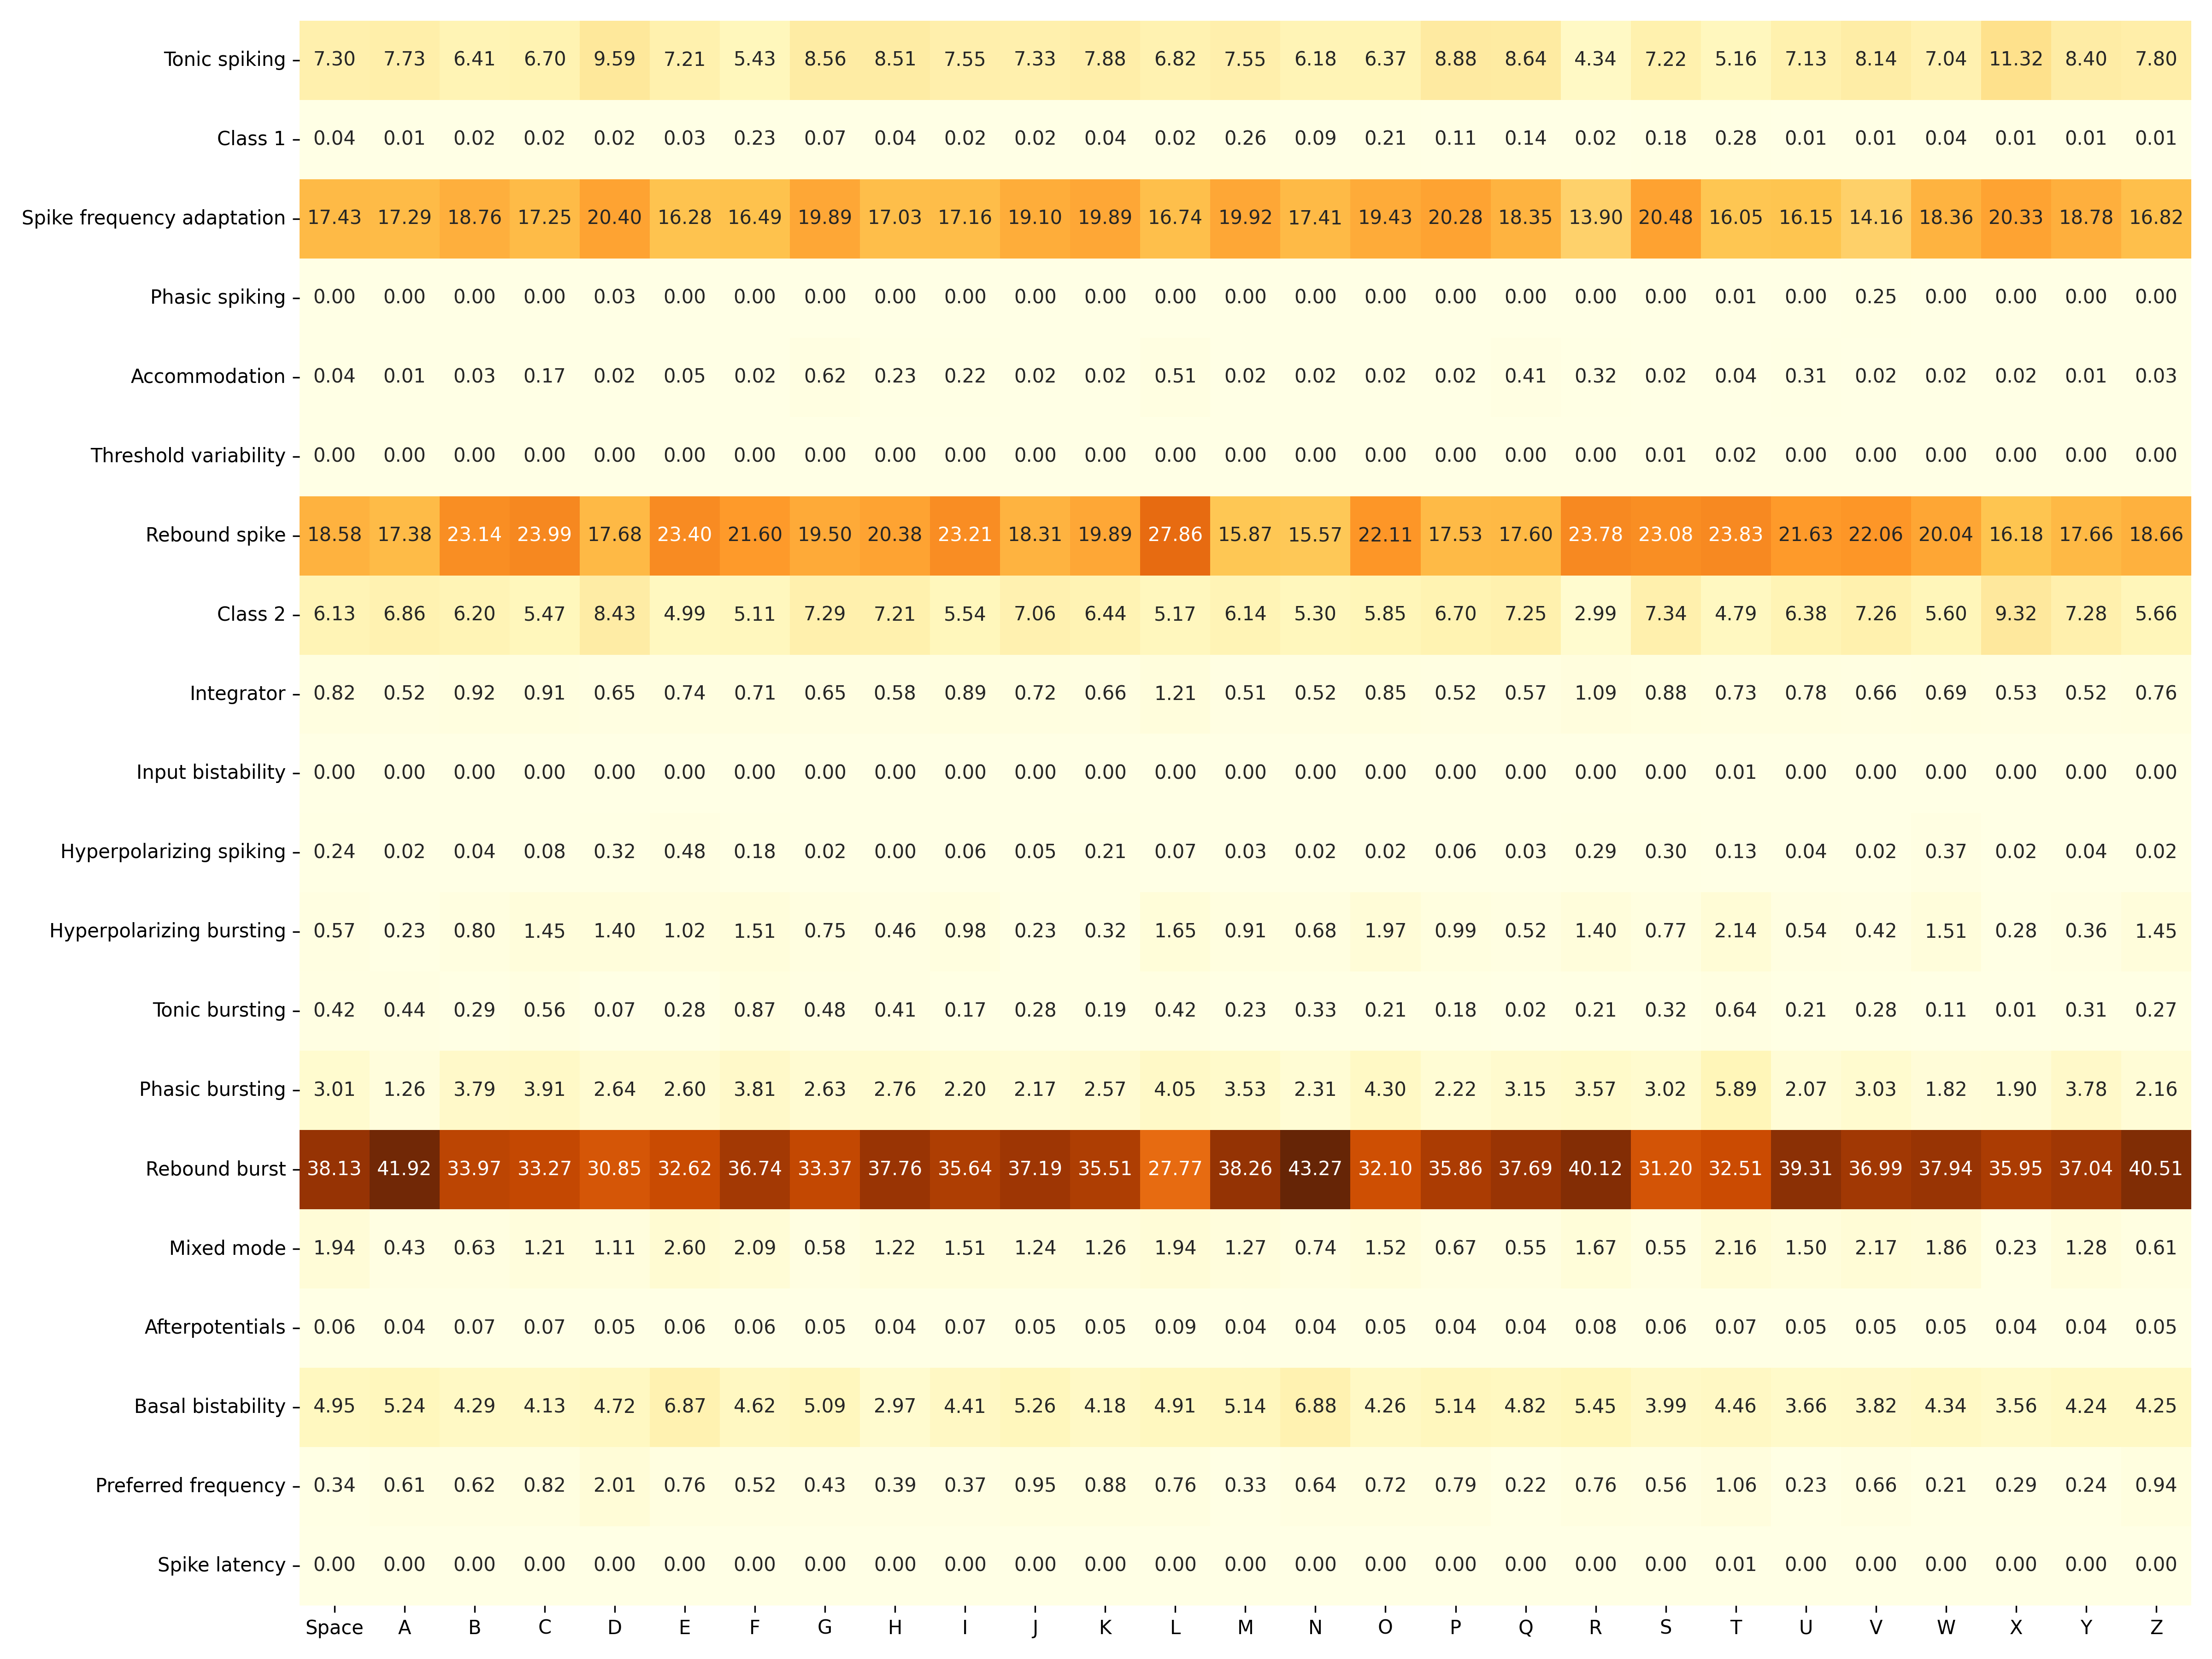 Tonic spiking 7.30 7.73 6.41 6.70 9.59 7.21 5.43 8.56 8.51 7.55 7.33 7.88 6.82 7.55 6.18 6.37 8.88 8.64 4.34 7.22 5.16 7.13 8.14 7.04 11.32 8.40 7.80
Class 1 0.04 0.01 0.02 0.02 0.02 0.03 0.23 0.07 0.04 0.02 0.02 0.04 0.02 0.26 0.09 0.21 0.11 0.14 0.02 0.18 0.28 0.01 0.01 0.04 0.01 0.01 0.01
Spike frequency adaptation 17.43 17.29 18.76 17.25 20.40 16.28 16.49 19.89 17.03 17.16 19.10 19.89 16.74 19.92 17.41 19.43 20.28 18.35 13.90 20.48 16.05 16.15 14.16 18.36 20.33 18.78 16.82
Phasic spiking 0.00 0.00 0.00 0.00 0.03 0.00 0.00 0.00 0.00 0.00 0.00 0.00 0.00 0.00 0.00 0.00 0.00 0.00 0.00 0.00 0.01 0.00 0.25 0.00 0.00 0.00 0.00
Accommodation 0.04 0.01 0.03 0.17 0.02 0.05 0.02 0.62 0.23 0.22 0.02 0.02 0.51 0.02 0.02 0.02 0.02 0.41 0.32 0.02 0.04 0.31 0.02 0.02 0.02 0.01 0.03
Threshold variability 0.00 0.00 0.00 0.00 0.00 0.00 0.00 0.00 0.00 0.00 0.00 0.00 0.00 0.00 0.00 0.00 0.00 0.00 0.00 0.01 0.02 0.00 0.00 0.00 0.00 0.00 0.00
Rebound spike 18.58 17.38 23.14 23.99 17.68 23.40 21.60 19.50 20.38 23.21 18.31 19.89 27.86 15.87 15.57 22.11 17.53 17.60 23.78 23.08 23.83 21.63 22.06 20.04 16.18 17.66 18.66
Class 2 6.13 6.86 6.20 5.47 8.43 4.99 5.11 7.29 7.21 5.54 7.06 6.44 5.17 6.14 5.30 5.85 6.70 7.25 2.99 7.34 4.79 6.38 7.26 5.60 9.32 7.28 5.66
Integrator 0.82 0.52 0.92 0.91 0.65 0.74 0.71 0.65 0.58 0.89 0.72 0.66 1.21 0.51 0.52 0.85 0.52 0.57 1.09 0.88 0.73 0.78 0.66 0.69 0.53 0.52 0.76
Input bistability 0.00 0.00 0.00 0.00 0.00 0.00 0.00 0.00 0.00 0.00 0.00 0.00 0.00 0.00 0.00 0.00 0.00 0.00 0.00 0.00 0.01 0.00 0.00 0.00 0.00 0.00 0.00
Hyperpolarizing spiking 0.24 0.02 0.04 0.08 0.32 0.48 0.18 0.02 0.00 0.06 0.05 0.21 0.07 0.03 0.02 0.02 0.06 0.03 0.29 0.30 0.13 0.04 0.02 0.37 0.02 0.04 0.02
Hyperpolarizing bursting 0.57 0.23 0.80 1.45 1.40 1.02 1.51 0.75 0.46 0.98 0.23 0.32 1.65 0.91 0.68 1.97 0.99 0.52 1.40 0.77 2.14 0.54 0.42 1.51 0.28 0.36 1.45
Tonic bursting 0.42 0.44 0.29 0.56 0.07 0.28 0.87 0.48 0.41 0.17 0.28 0.19 0.42 0.23 0.33 0.21 0.18 0.02 0.21 0.32 0.64 0.21 0.28 0.11 0.01 0.31 0.27
Phasic bursting 3.01 1.26 3.79 3.91 2.64 2.60 3.81 2.63 2.76 2.20 2.17 2.57 4.05 3.53 2.31 4.30 2.22 3.15 3.57 3.02 5.89 2.07 3.03 1.82 1.90 3.78 2.16
Rebound burst 38.13 41.92 33.97 33.27 30.85 32.62 36.74 33.37 37.76 35.64 37.19 35.51 27.77 38.26 43.27 32.10 35.86 37.69 40.12 31.20 32.51 39.31 36.99 37.94 35.95 37.04 40.51
Mixed mode 1.94 0.43 0.63 1.21 1.11 2.60 2.09 0.58 1.22 1.51 1.24 1.26 1.94 1.27 0.74 1.52 0.67 0.55 1.67 0.55 2.16 1.50 2.17 1.86 0.23 1.28 0.61
Afterpotentials 0.06 0.04 0.07 0.07 0.05 0.06 0.06 0.05 0.04 0.07 0.05 0.05 0.09 0.04 0.04 0.05 0.04 0.04 0.08 0.06 0.07 0.05 0.05 0.05 0.04 0.04 0.05
Basal bistability 4.95 5.24 4.29 4.13 4.72 6.87 4.62 5.09 2.97 4.41 5.26 4.18 4.91 5.14 6.88 4.26 5.14 4.82 5.45 3.99 4.46 3.66 3.82 4.34 3.56 4.24 4.25
Preferred frequency 0.34 0.61 0.62 0.82 2.01 0.76 0.52 0.43 0.39 0.37 0.95 0.88 0.76 0.33 0.64 0.72 0.79 0.22 0.76 0.56 1.06 0.23 0.66 0.21 0.29 0.24 0.94
Spike latency 0.00 0.00 0.00 0.00 0.00 0.00 0.00 0.00 0.00 0.00 0.00 0.00 0.00 0.00 0.00 0.00 0.00 0.00 0.00 0.00 0.01 0.00 0.00 0.00 0.00 0.00 0.00
Space A B C D E F G H I J K L M N O P Q R S T U V W X Y Z